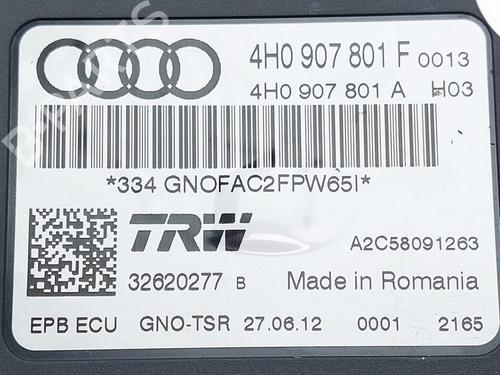 4H0 907 801 F 0013
4H0 907 801 A H03
*334 GNOFAC2FPW65I*
TRW
A2C58091263
32620277 B Made in Romania
EPB ECU GNO-TSR 27.06.12 0001 2165
B-PARTS